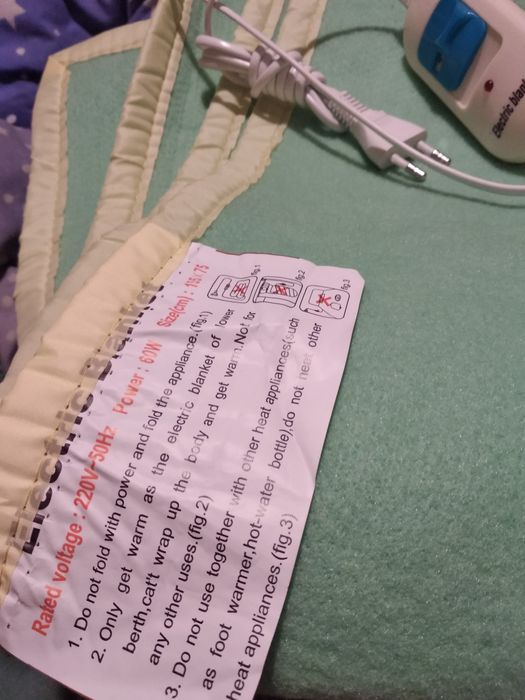 Electric Blanket
Rated voltage : 220V~50Hz Power : 60W Size(cm) : 15 x 75
1. Do not fold with power and fold the appliance.(fig.1)
2. Only get warm as the electric blanket of lower
berth,cat't wrap up the body and get warm.Not for
any other uses,(fig.2)
3. Do not use together with other heat appliances(such
as foot warmer,hot-water bottle),do not near other
heat appliances.(fig.3)
fig.1
fig.2
fig.3
Electric blan